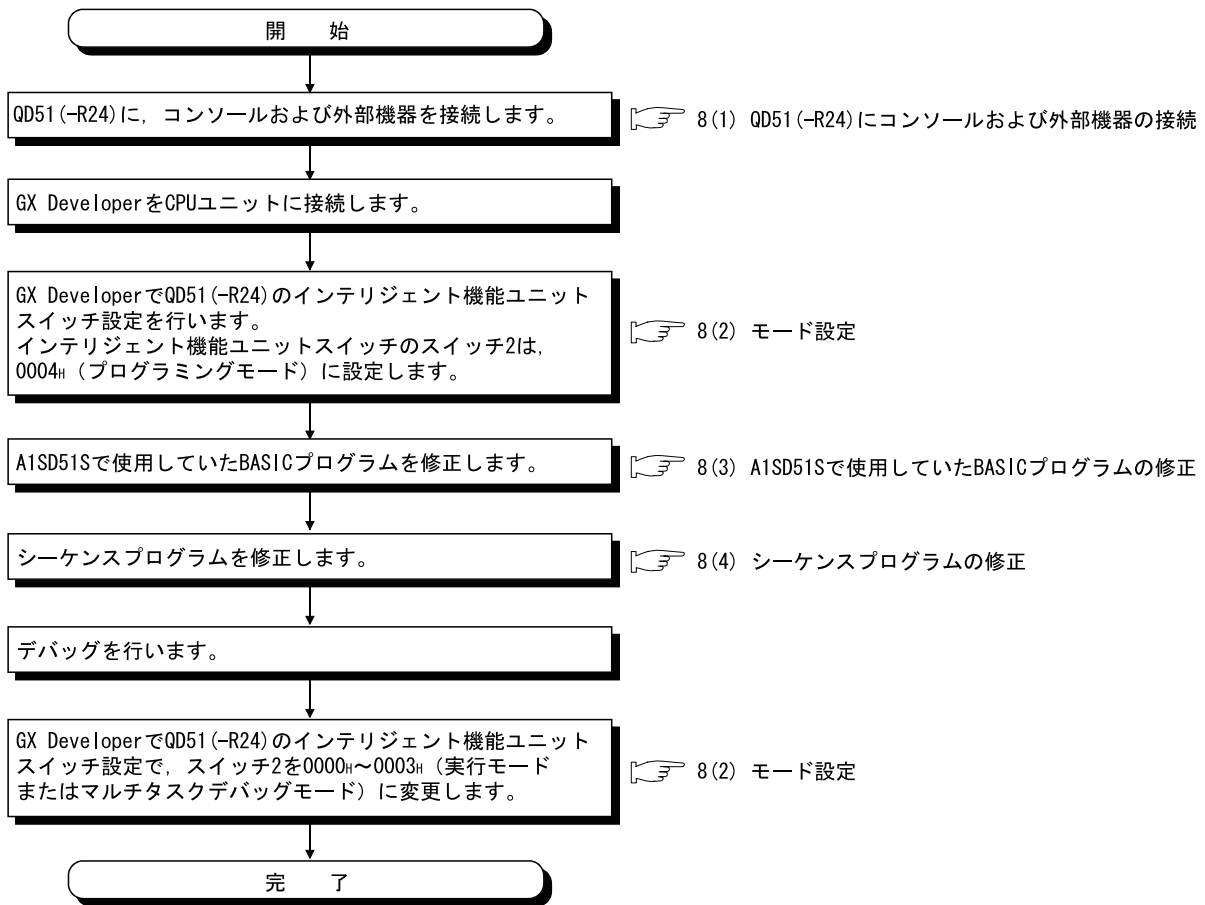 開　始
QD51(-R24)に，コンソールおよび外部機器を接続します。
8(1) QD51(-R24)にコンソールおよび外部機器の接続
GX DeveloperをCPUユニットに接続します。
GX DeveloperでQD51(-R24)のインテリジェント機能ユニット
スイッチ設定を行います。
インテリジェント機能ユニットスイッチのスイッチ2は，
0004H（プログラミングモード）に設定します。
8(2) モード設定
A1SD51Sで使用していたBASICプログラムを修正します。
8(3) A1SD51Sで使用していたBASICプログラムの修正
シーケンスプログラムを修正します。
8(4) シーケンスプログラムの修正
デバッグを行います。
GX DeveloperでQD51(-R24)のインテリジェント機能ユニット
スイッチ設定で，スイッチ2を0000H～0003H（実行モード
またはマルチタスクデバッグモード）に変更します。
8(2) モード設定
完　了